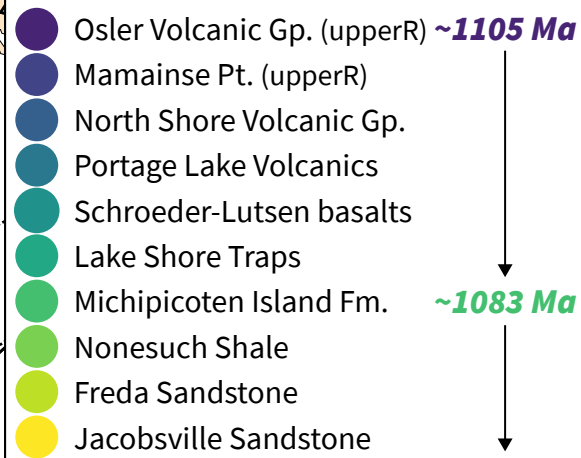 Osler Volcanic Gp. (upperR) ~1105 Ma
Mamainse Pt. (upperR)
North Shore Volcanic Gp.
Portage Lake Volcanics
Schroeder-Lutsen basalts
Lake Shore Traps
Michipicoten Island Fm. ~1083 Ma
Nonesuch Shale
Freda Sandstone
Jacobsville Sandstone